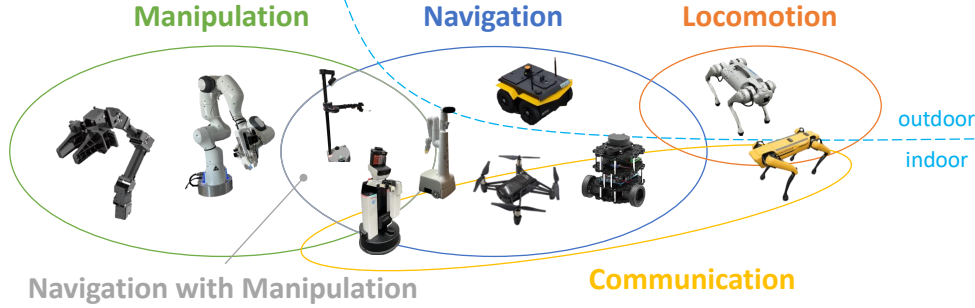 Manipulation
Navigation
Locomotion
outdoor
indoor
Navigation with Manipulation
Communication